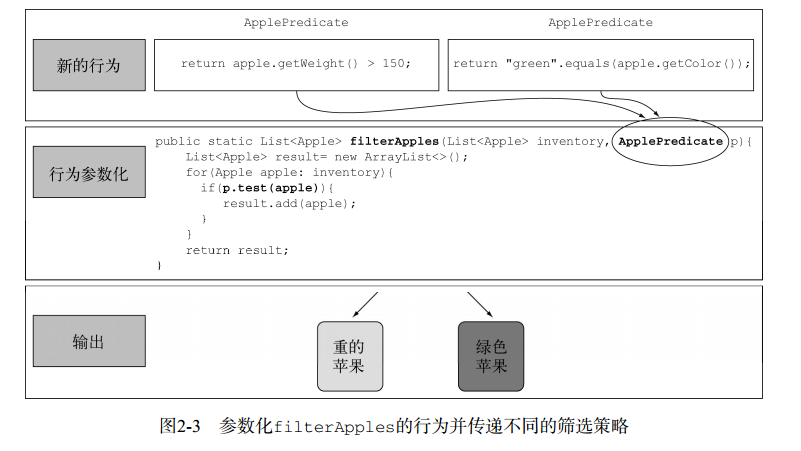 ApplePredicate
ApplePredicate
新的行为
return apple.getWeight() > 150;
return "green".equals(apple.getColor());
行为参数化
public static List<Apple> filterApples(List<Apple> inventory, ApplePredicate p){
List<Apple> result= new ArrayList<>();
for(Apple apple: inventory){
if(p.test(apple)){
result.add(apple);
}
}
return result;
}
输出
重的
苹果
绿色
苹果
图2-3 参数化filterApples的行为并传递不同的筛选策略